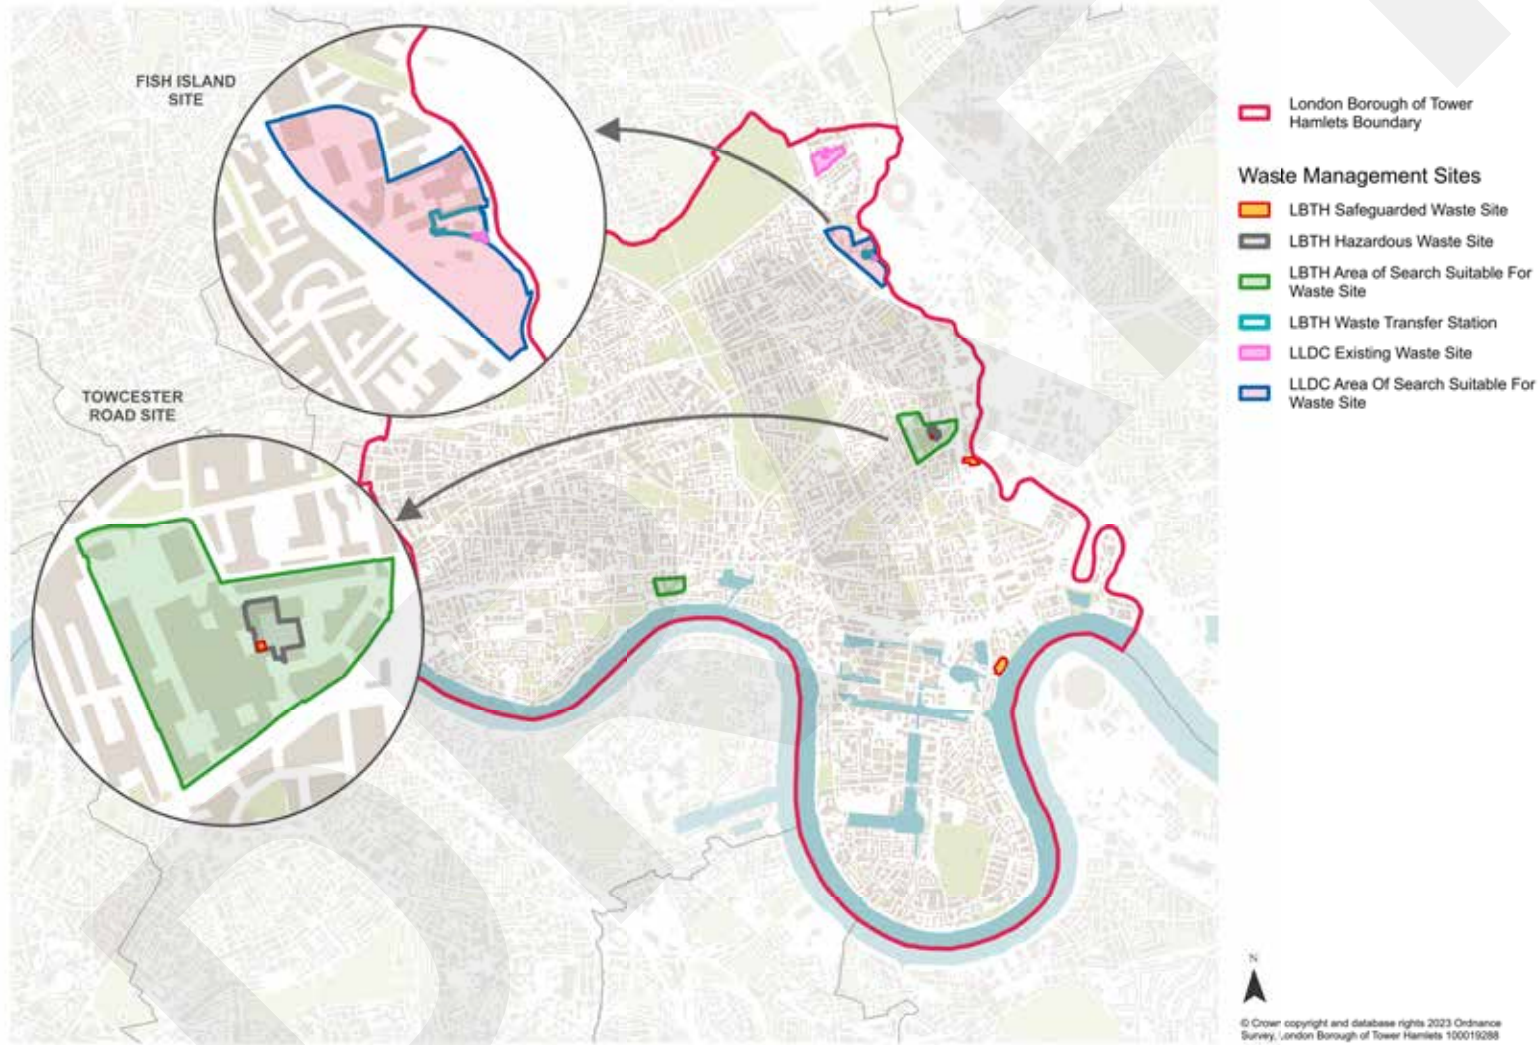 FISH ISLAND
SITE
TOWCESTER
ROAD SITE
London Borough of Tower
Hamlets Boundary
Waste Management Sites
LBTH Safeguarded Waste Site
LBTH Hazardous Waste Site
LBTH Area of Search Suitable For
Waste Site
LBTH Waste Transfer Station
LLDC Existing Waste Site
LLDC Area Of Search Suitable For
Waste Site
N
© Crown copyright and database rights 2023 Ordnance
Survey, London Borough of Tower Hamlets 100019288